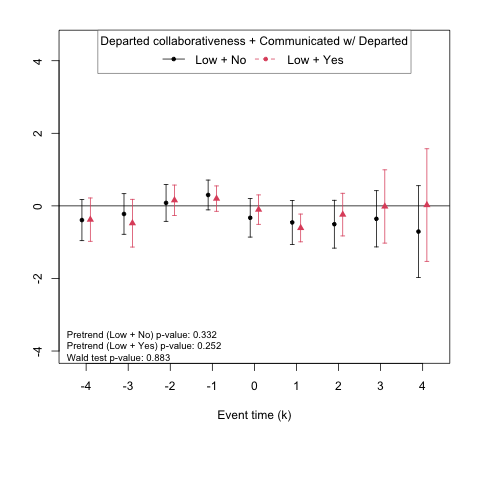 Departed collaborativeness + Communicated w/ Departed
Low + No Low + Yes
4
2
0
-2
-4
Pretrend (Low + No) p-value: 0.332
Pretrend (Low + Yes) p-value: 0.252
Wald test p-value: 0.883
-4 -3 -2 -1 0 1 2 3 4
Event time (k)